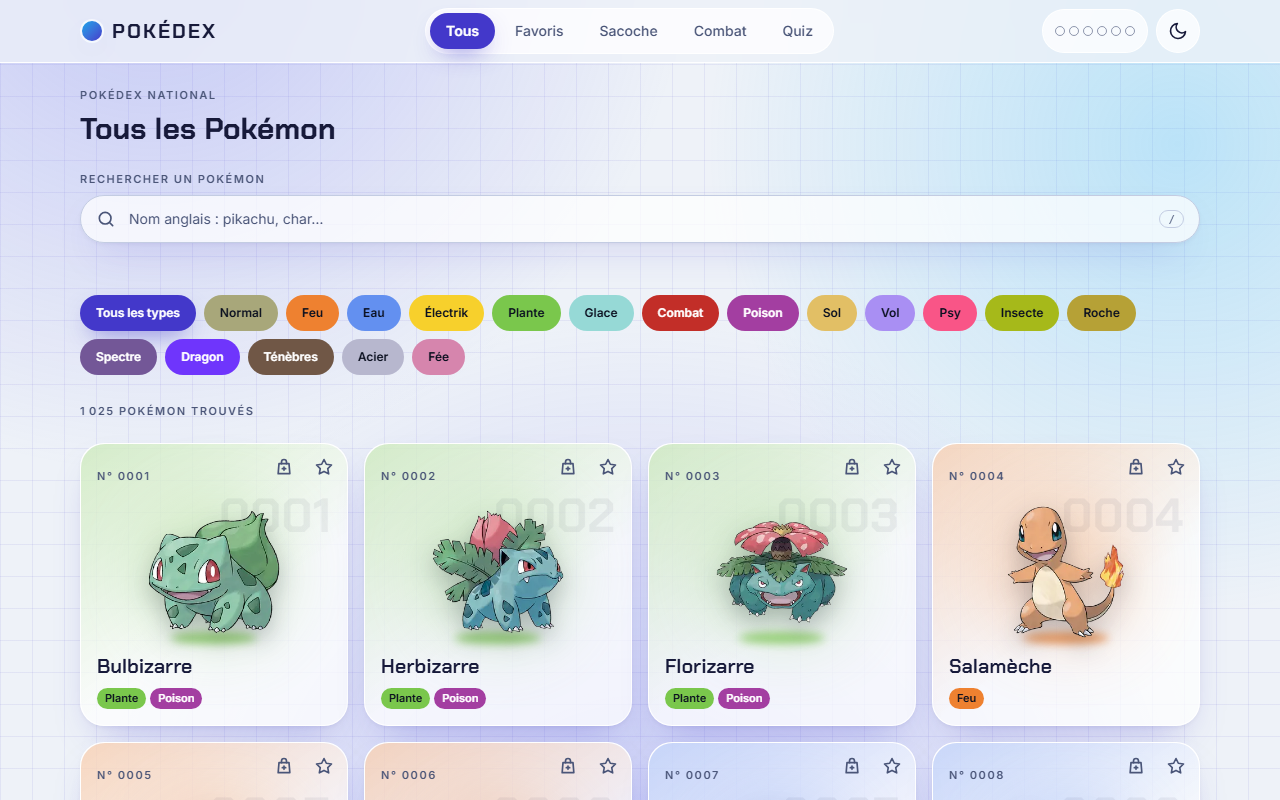 POKÉDEX
Tous Favoris Sacoche Combat Quiz
POKÉDEX NATIONAL
Tous les Pokémon
RECHERCHER UN POKÉMON
Nom anglais : pikachu, char... /
Tous les types Normal Feu Eau Électrik Plante Glace Combat Poison Sol Vol Psy Insecte Roche
Spectre Dragon Ténèbres Acier Fée
1 025 POKÉMON TROUVÉS
N° 0001 N° 0002 N° 0003 N° 0004
0001 0002 0003 0004
Bulbizarre Herbizarre Florizarre Salamèche
Plante Poison Plante Poison Plante Poison Feu
N° 0005 N° 0006 N° 0007 N° 0008